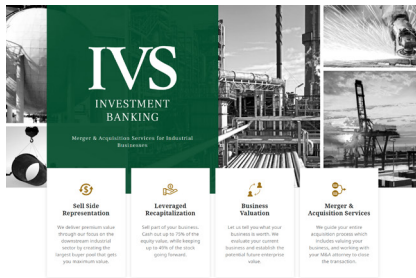 IVS
INVESTMENT
BANKING
Merger & Acquisition Services for Industrial
Businesses
Sell Side
Representation
We deliver premium value
through our focus on the
downstream industrial
sector by creating the
largest buyer pool that gets
you maximum value.
Leveraged
Recapitalization
Sell part of your business.
Cash out up to 75% of the
equity value, while keeping
up to 40% of the stock
going forward.
Business
Valuation
Let us tell you what your
business is worth. We
evaluate your current
business and establish the
potential future enterprise
value.
Merger &
Acquisition Services
We guide your entire
acquisition process which
includes valuing your
business, and working with
your M&A attorney to close
the transaction.